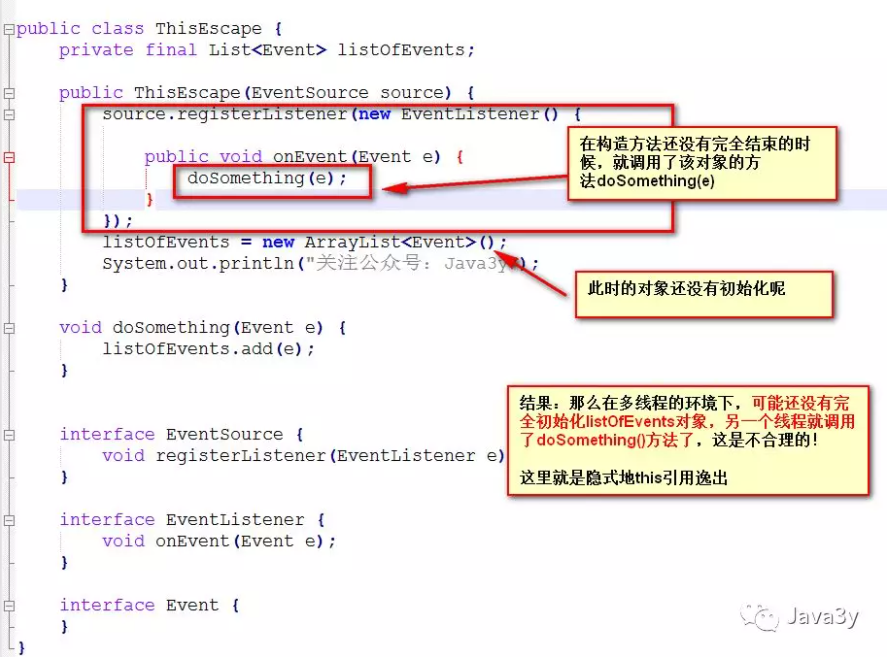 public class ThisEscape {
private final List<Event> listOfEvents;
public ThisEscape(EventSource source) {
source.registerListener(new EventListener() {
public void onEvent(Event e) {
doSomething(e);
}
});
listOfEvents = new ArrayList<Event>();
System.out.println("关注公众号：Java3y");
}
void doSomething(Event e) {
listOfEvents.add(e);
}
interface EventSource {
void registerListener(EventListener e)
}
interface EventListener {
void onEvent(Event e);
}
interface Event {
}
}
在构造方法还没有完全结束的时
候，就调用了该对象的方
法doSomething(e)
此时的对象还没有初始化呢
结果：那么在多线程的环境下，可能还没有完
全初始化listOfEvents对象，另一个线程就调用
了doSomething()方法了，这是不合理的！
这里就是隐式地this引用逸出
Java3y